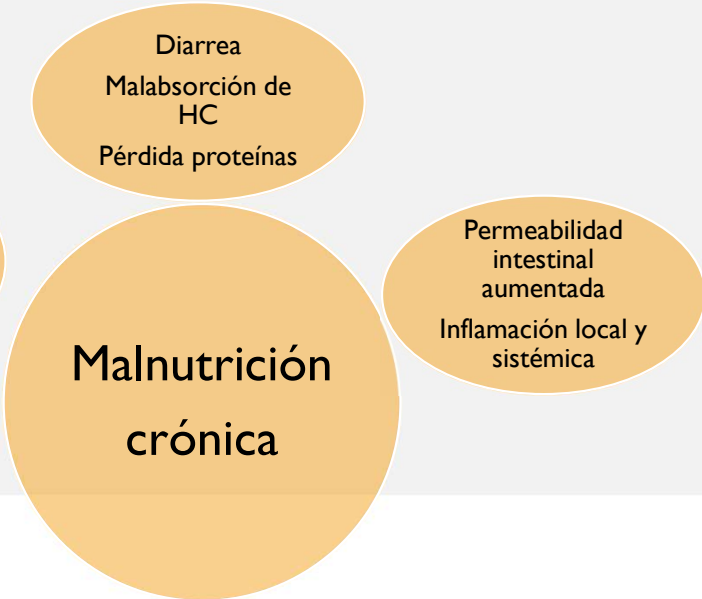 Diarrea
Malabsorción de
HC
Pérdida proteínas
Permeabilidad
intestinal
aumentada
Inflamación local y
sistémica
Malnutrición
crónica